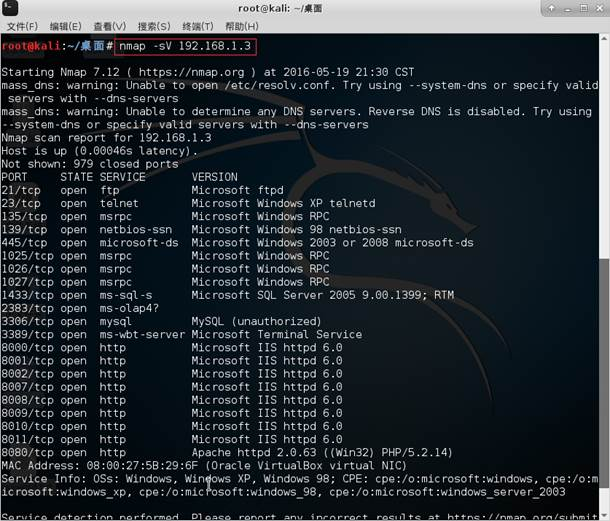 root@kali: ~/桌面
文件(F) 编辑(E) 查看(V) 搜索(S) 终端(T) 帮助(H)
root@kali:~/桌面# nmap -sV 192.168.1.3
Starting Nmap 7.12 ( https://nmap.org ) at 2016-05-19 21:30 CST
mass_dns: warning: Unable to open /etc/resolv.conf. Try using --system-dns or specify valid
 servers with --dns-servers
mass_dns: warning: Unable to determine any DNS servers. Reverse DNS is disabled. Try using
--system-dns or specify valid servers with --dns-servers
Nmap scan report for 192.168.1.3
Host is up (0.00046s latency).
Not shown: 979 closed ports
PORT     STATE SERVICE       VERSION
21/tcp   open  ftp           Microsoft ftpd
23/tcp   open  telnet        Microsoft Windows XP telnetd
135/tcp  open  msrpc         Microsoft Windows RPC
139/tcp  open  netbios-ssn   Microsoft Windows 98 netbios-ssn
445/tcp  open  microsoft-ds  Microsoft Windows 2003 or 2008 microsoft-ds
1025/tcp open  msrpc         Microsoft Windows RPC
1026/tcp open  msrpc         Microsoft Windows RPC
1027/tcp open  msrpc         Microsoft Windows RPC
1433/tcp open  ms-sql-s      Microsoft SQL Server 2005 9.00.1399; RTM
2383/tcp open  ms-olap4?
3306/tcp open  mysql         MySQL (unauthorized)
3389/tcp open  ms-wbt-server Microsoft Terminal Service
8000/tcp open  http          Microsoft IIS httpd 6.0
8001/tcp open  http          Microsoft IIS httpd 6.0
8002/tcp open  http          Microsoft IIS httpd 6.0
8007/tcp open  http          Microsoft IIS httpd 6.0
8008/tcp open  http          Microsoft IIS httpd 6.0
8009/tcp open  http          Microsoft IIS httpd 6.0
8010/tcp open  http          Microsoft IIS httpd 6.0
8011/tcp open  http          Microsoft IIS httpd 6.0
8080/tcp open  http          Apache httpd 2.0.63 ((Win32) PHP/5.2.14)
MAC Address: 08:00:27:5B:29:6F (Oracle VirtualBox virtual NIC)
Service Info: OSs: Windows, Windows XP, Windows 98; CPE: cpe:/o:microsoft:windows, cpe:/o:m
icrosoft:windows_xp, cpe:/o:microsoft:windows_98, cpe:/o:microsoft:windows_server_2003
Service detection performed. Please report any incorrect results at https://nmap.org/submit